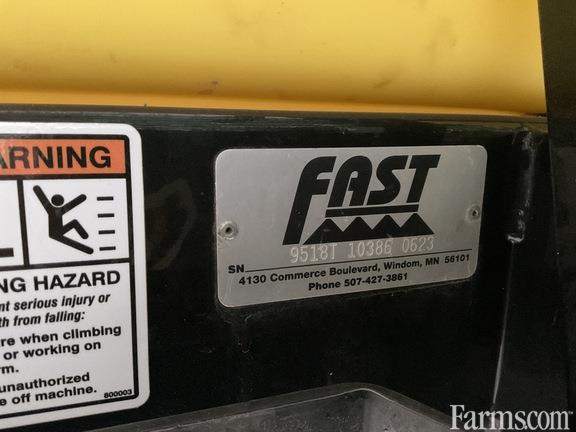 ARNING
NG HAZARD
nt serious injury or
th from falling:
re when climbing
or working on
rm.
unauthorized
e off machine.
800003
FAST
9518T 10386 0623
SN
4130 Commerce Boulevard, Windom, MN 56101
Phone 507-427-3861
Farms.com